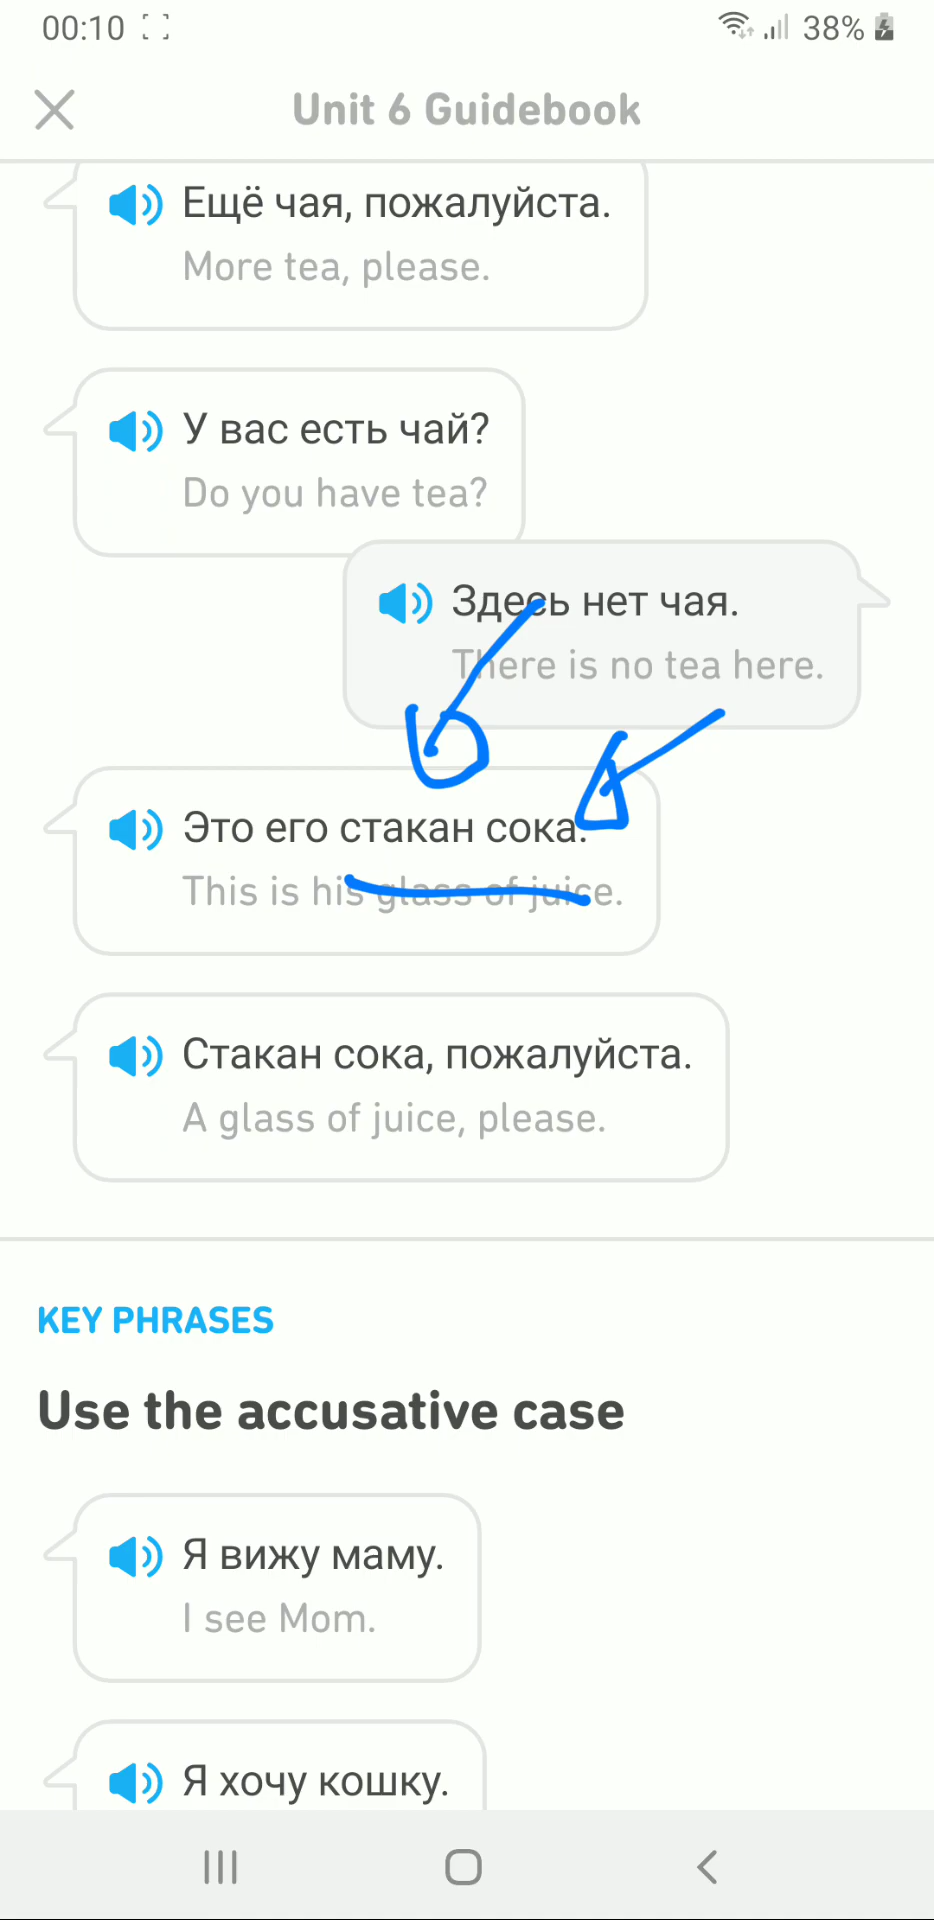 00:10
38%
Unit 6 Guidebook
Ещё чая, пожалуйста.
More tea, please.
У вас есть чай?
Do you have tea?
Здесь нет чая.
There is no tea here.
Это его стакан сока.
This is his glass of juice.
Стакан сока, пожалуйста.
A glass of juice, please.
KEY PHRASES
Use the accusative case
Я вижу маму.
I see Mom.
Я хочу кошку.